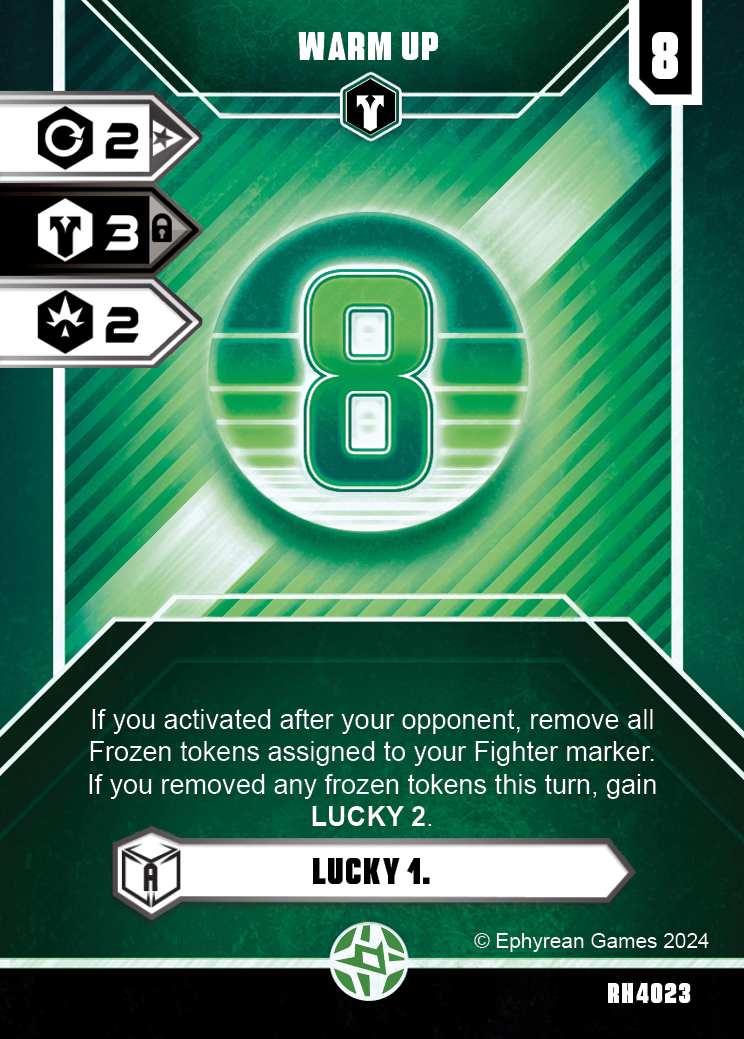 WARM UP
8
2
3
2
8
If you activated after your opponent, remove all
Frozen tokens assigned to your Fighter marker.
If you removed any frozen tokens this turn, gain
LUCKY 2.
A
LUCKY 1.
© Ephyrean Games 2024
RH4023